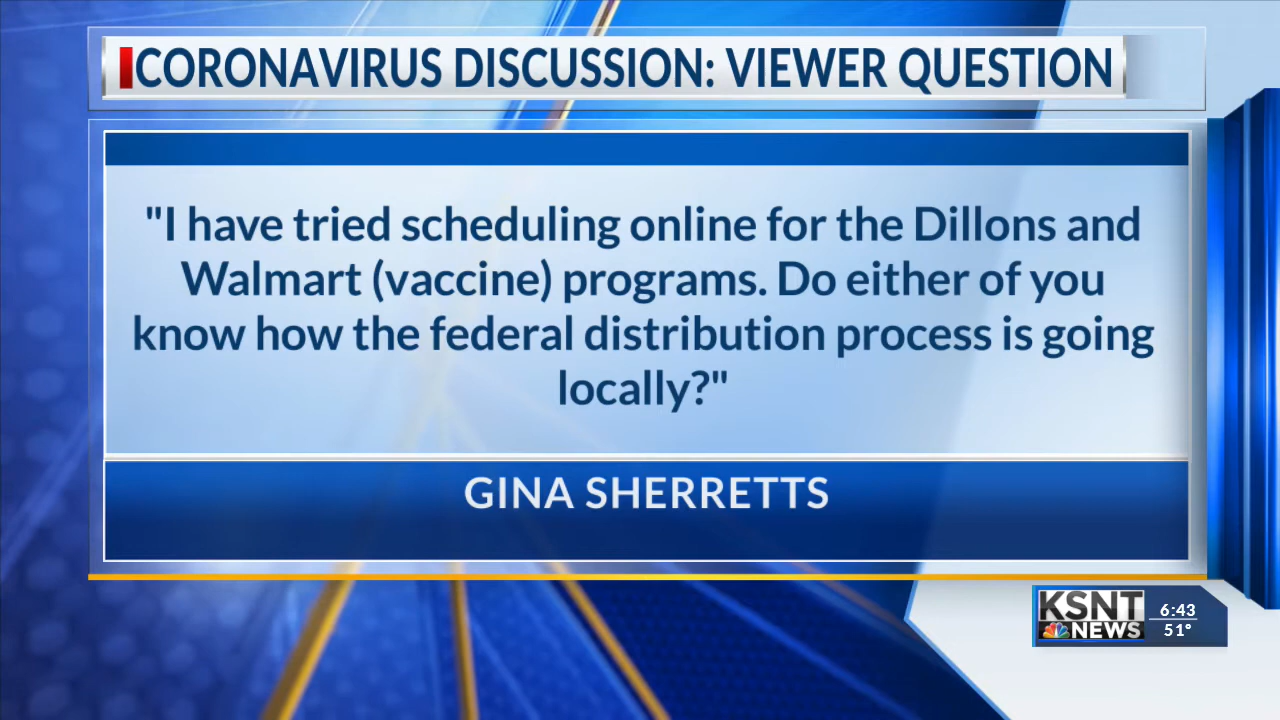 CORONAVIRUS DISCUSSION: VIEWER QUESTION
"I have tried scheduling online for the Dillons and
Walmart (vaccine) programs. Do either of you
know how the federal distribution process is going
locally?"
GINA SHERRETTS
KSNT
NEWS
6:43
51°